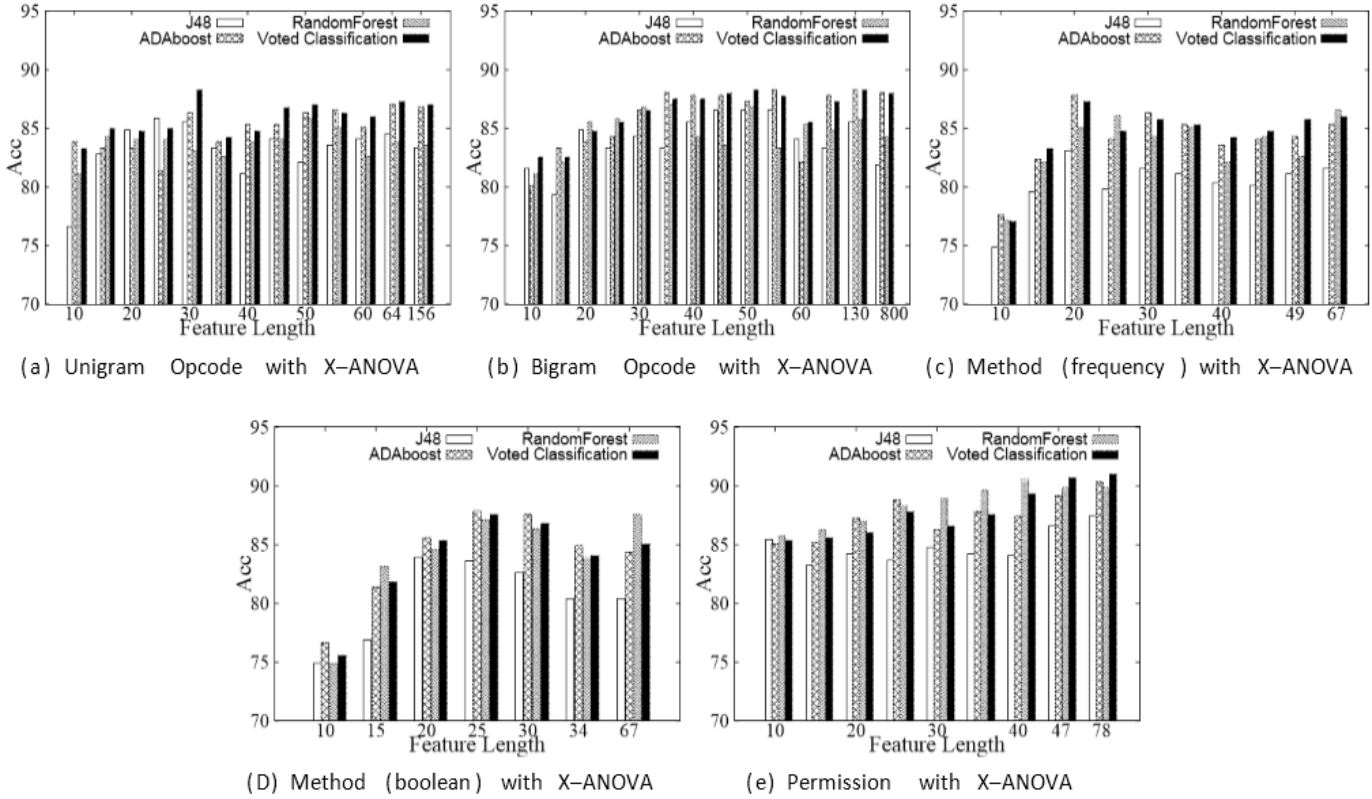 95
90
85
80
75
70
Acc
J48
ADAboost
RandomForest
Voted Classification
10 20 30 40 50 60 64 156
Feature Length
(a) Unigram Opcode with X–ANOVA
95
90
85
80
75
70
Acc
J48
ADAboost
RandomForest
Voted Classification
10 20 30 40 50 60 130 800
Feature Length
(b) Bigram Opcode with X–ANOVA
95
90
85
80
75
70
Acc
J48
ADAboost
RandomForest
Voted Classification
10 20 30 40 49 67
Feature Length
(c) Method (frequency) with X–ANOVA
95
90
85
80
75
70
Acc
J48
ADAboost
RandomForest
Voted Classification
10 15 20 25 30 34 67
Feature Length
(D) Method (boolean) with X–ANOVA
95
90
85
80
75
70
Acc
J48
ADAboost
RandomForest
Voted Classification
10 20 30 40 47 78
Feature Length
(e) Permission with X–ANOVA